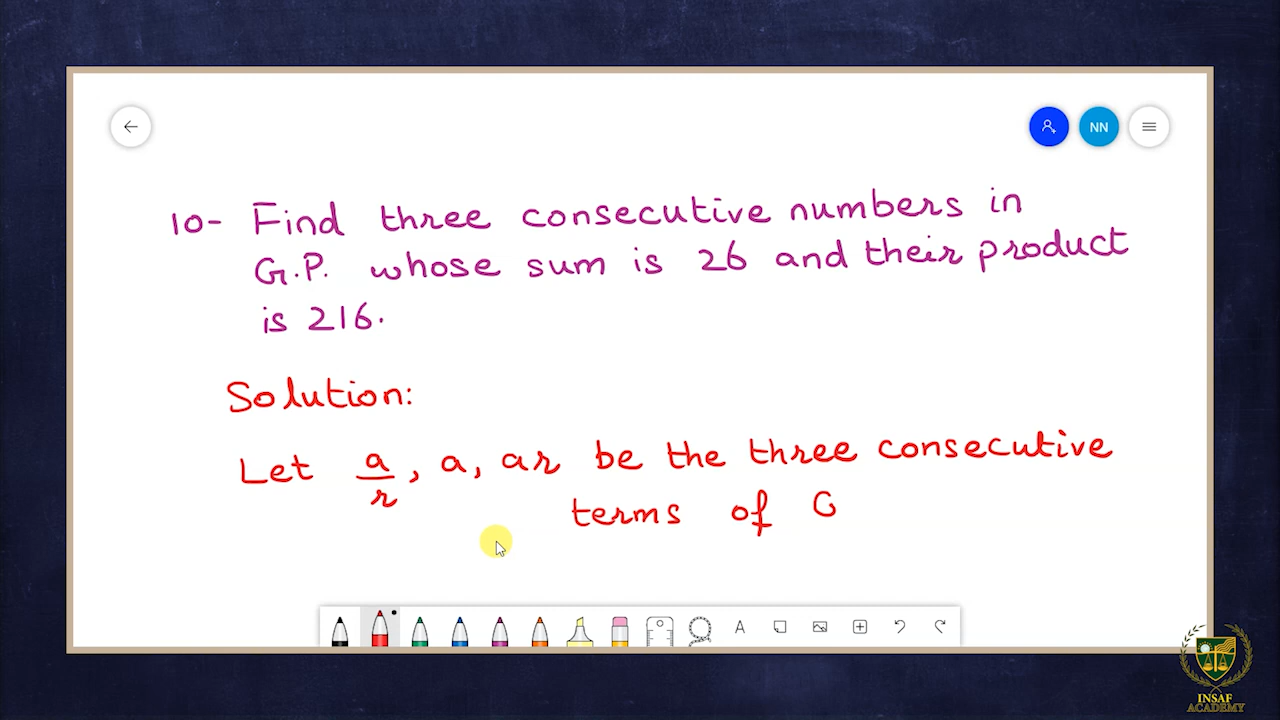 NN
10- Find three consecutive numbers in
G.P. whose sum is 26 and their product
is 216.
Solution:
Let a/r, a, ar be the three consecutive
terms of G
A
INSAF
ACADEMY